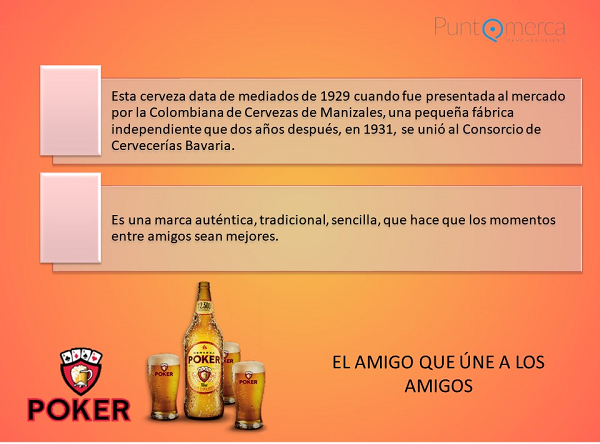 Puntomerca
Esta cerveza data de mediados de 1929 cuando fue presentada al mercado
por la Colombiana de Cervezas de Manizales, una pequeña fábrica
independiente que dos años después, en 1931, se unió al Consorcio de
Cervecerías Bavaria.
Es una marca auténtica, tradicional, sencilla, que hace que los momentos
entre amigos sean mejores.
POKER
POKER
POKER
POKER
EL AMIGO QUE ÚNE A LOS
AMIGOS